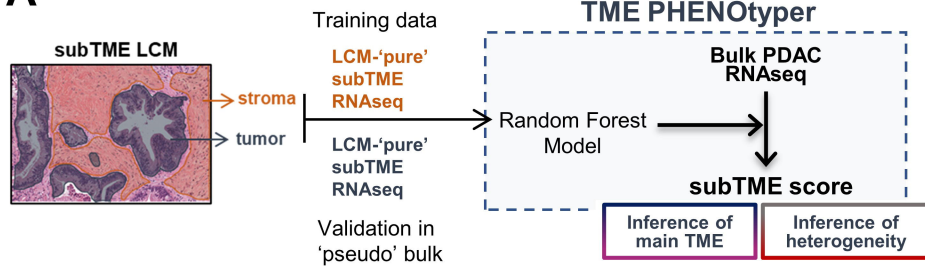 A
TME PHENOtyper
Training data
subTME LCM
LCM-‘pure’
subTME
RNAseq
stroma
tumor
LCM-‘pure’
subTME
RNAseq
Validation in
‘pseudo’ bulk
Bulk PDAC
RNAseq
Random Forest
Model
subTME score
Inference of
main TME
Inference of
heterogeneity